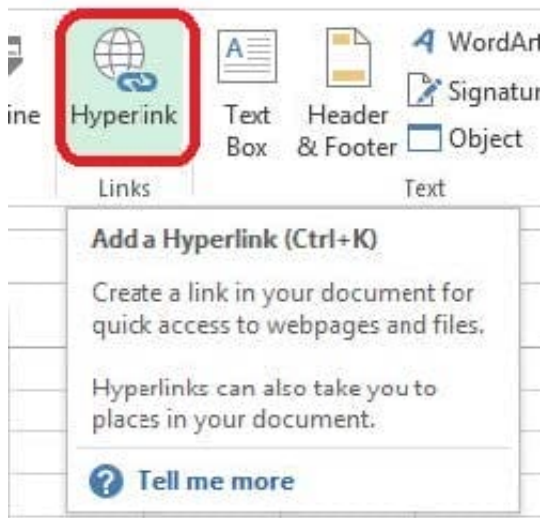 WordArt
Signatur
ine
Hyperlink
Text
Box
Header
& Footer
Object
Links
Text
Add a Hyperlink (Ctrl+K)
Create a link in your document for
quick access to webpages and files.
Hyperlinks can also take you to
places in your document.
Tell me more